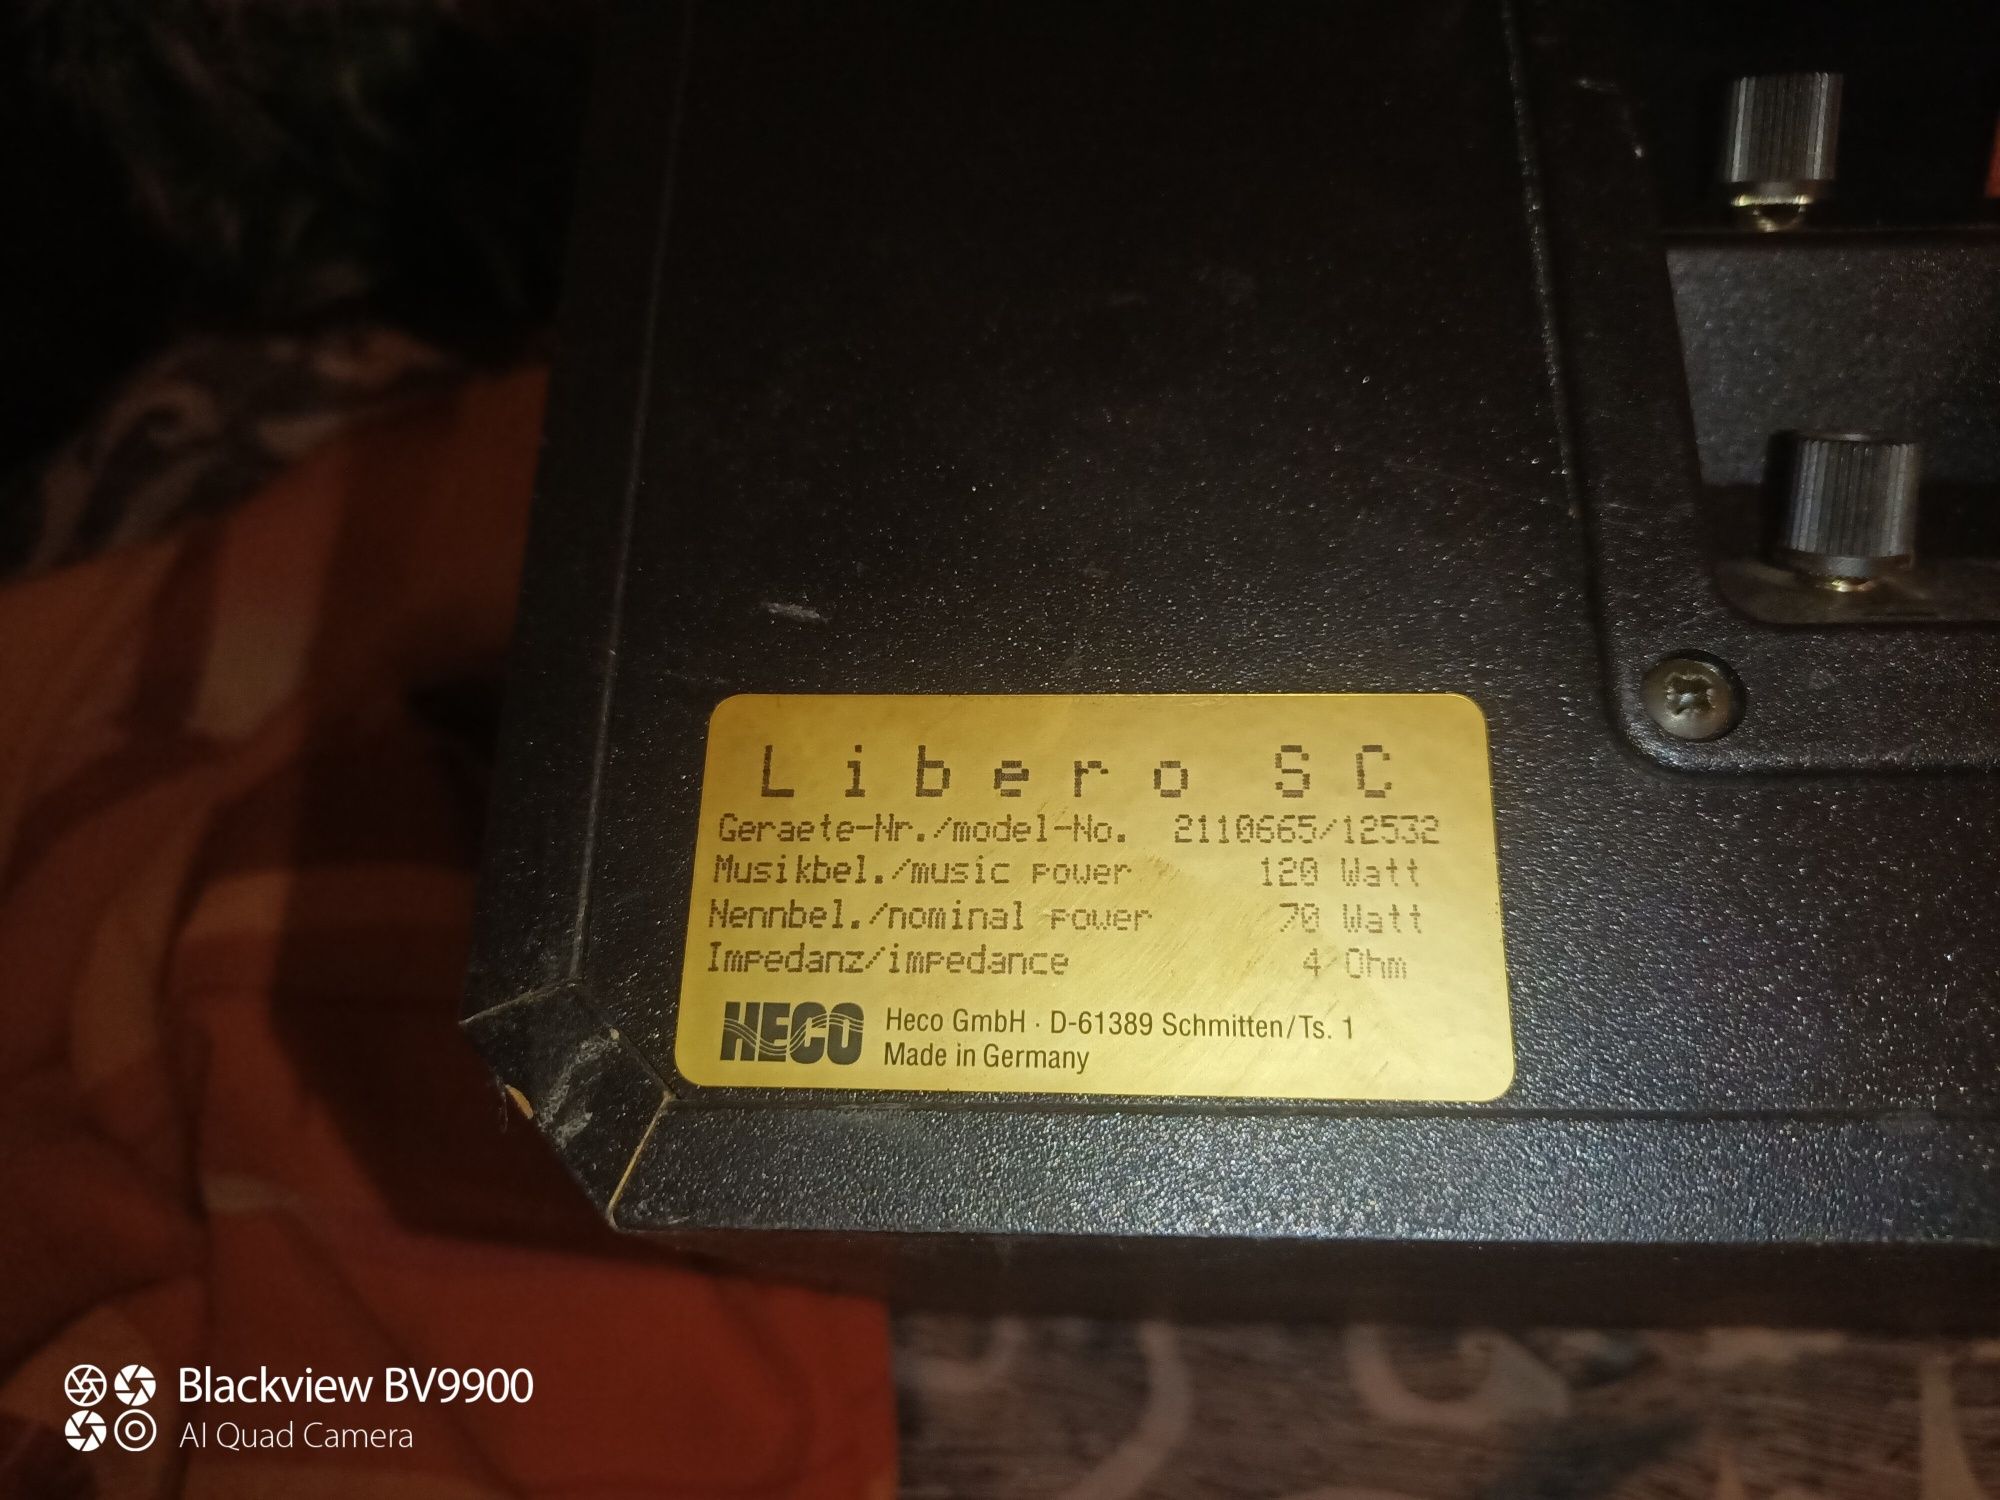 Libero SC
Geraete-Nr./model-No. 2110665/12532
Musikbel./music power 120 Watt
Nennbel./nominal power 70 Watt
Impedanz/impedance 4 Ohm
HECO
Heco GmbH · D-61389 Schmitten/Ts. 1
Made in Germany
Blackview BV9900
AI Quad Camera